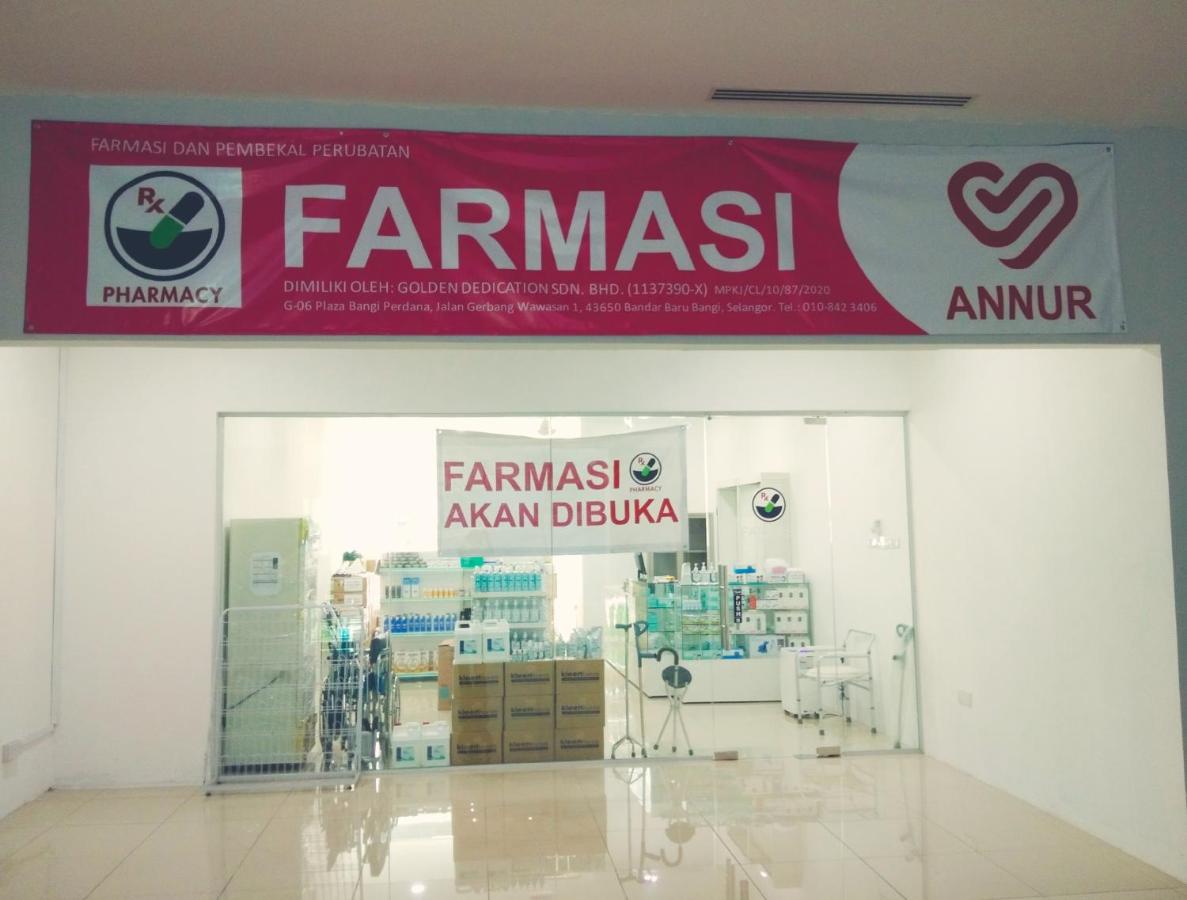 FARMASI DAN PEMBEKAL PERUBATAN
Rx
PHARMACY
FARMASI
DIMILIKI OLEH: GOLDEN DEDICATION SDN. BHD. (1137390-X) MPKJ/CL/10/87/2020
G-06 Plaza Bangi Perdana, Jalan Gerbang Wawasan 1, 43650 Bandar Baru Bangi, Selangor. Tel.: 010-842 3406
ANNUR
FARMASI
Rx
PHARMACY
AKAN DIBUKA
Rx
PUSH